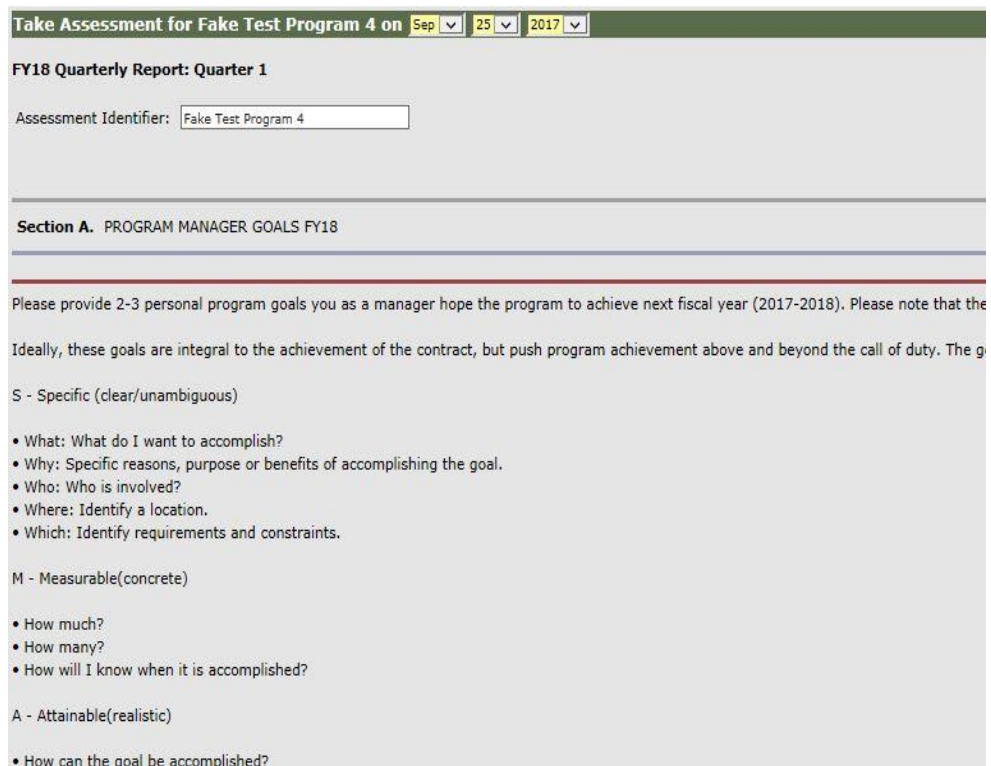 Take Assessment for Fake Test Program 4 on Sep 25 2017
FY18 Quarterly Report: Quarter 1
Assessment Identifier: Fake Test Program 4
Section A. PROGRAM MANAGER GOALS FY18
Please provide 2-3 personal program goals you as a manager hope the program to achieve next fiscal year (2017-2018). Please note that the
Ideally, these goals are integral to the achievement of the contract, but push program achievement above and beyond the call of duty. The
S - Specific (clear/unambiguous)
• What: What do I want to accomplish?
• Why: Specific reasons, purpose or benefits of accomplishing the goal.
• Who: Who is involved?
• Where: Identify a location.
• Which: Identify requirements and constraints.
M - Measurable(concrete)
• How much?
• How many?
• How will I know when it is accomplished?
A - Attainable(realistic)
• How can the goal be accomplished?